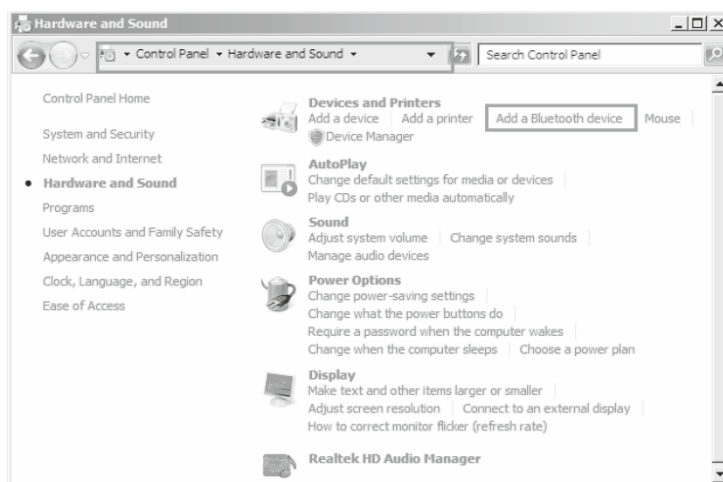 Hardware and Sound
Control Panel Hardware and Sound
Search Control Panel
Control Panel Home
System and Security
Network and Internet
Hardware and Sound
Programs
User Accounts and Family Safety
Appearance and Personalization
Clock, Language, and Region
Ease of Access
Devices and Printers
Add a device Add a printer Add a Bluetooth device Mouse
Device Manager
AutoPlay
Change default settings for media or devices
Play CDs or other media automatically
Sound
Adjust system volume Change system sounds
Manage audio devices
Power Options
Change power-saving settings
Change what the power buttons do
Require a password when the computer wakes
Change when the computer sleeps Choose a power plan
Display
Make text and other items larger or smaller
Adjust screen resolution Connect to an external display
How to correct monitor flicker (refresh rate)
Realtek HD Audio Manager